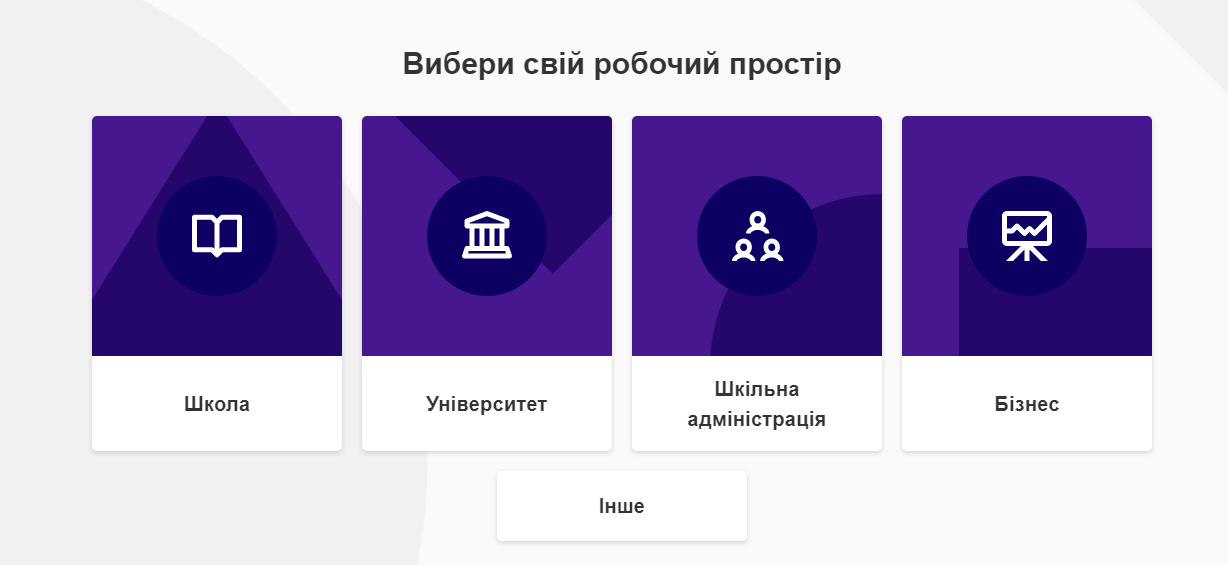 Вибери свій робочий простір
Школа
Університет
Шкільна
адміністрація
Бізнес
Інше